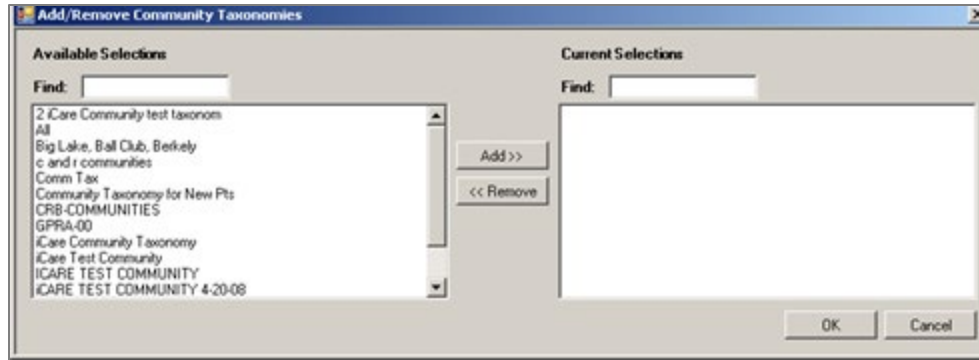 Add/Remove Community Taxonomies
Available Selections
Current Selections
Find:
Find:
2 iCare Community test taxonom
All
Big Lake, Ball Club, Berkely
c and r communities
Comm Tax
Community Taxonomy for New Pts
CRB-COMMUNITIES
GPRA-00
iCare Community Taxonomy
iCare Test Community
ICARE TEST COMMUNITY
iCARE TEST COMMUNITY 4-20-08
Add >>
<< Remove
OK
Cancel